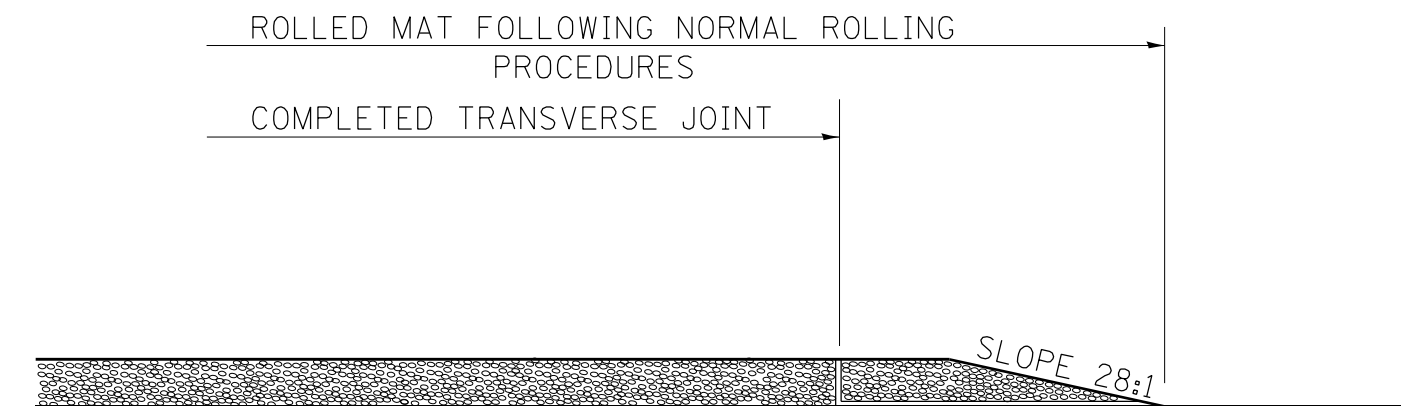 ROLLED MAT FOLLOWING NORMAL ROLLING
PROCEDURES
COMPLETED TRANSVERSE JOINT
SLOPE 28:1